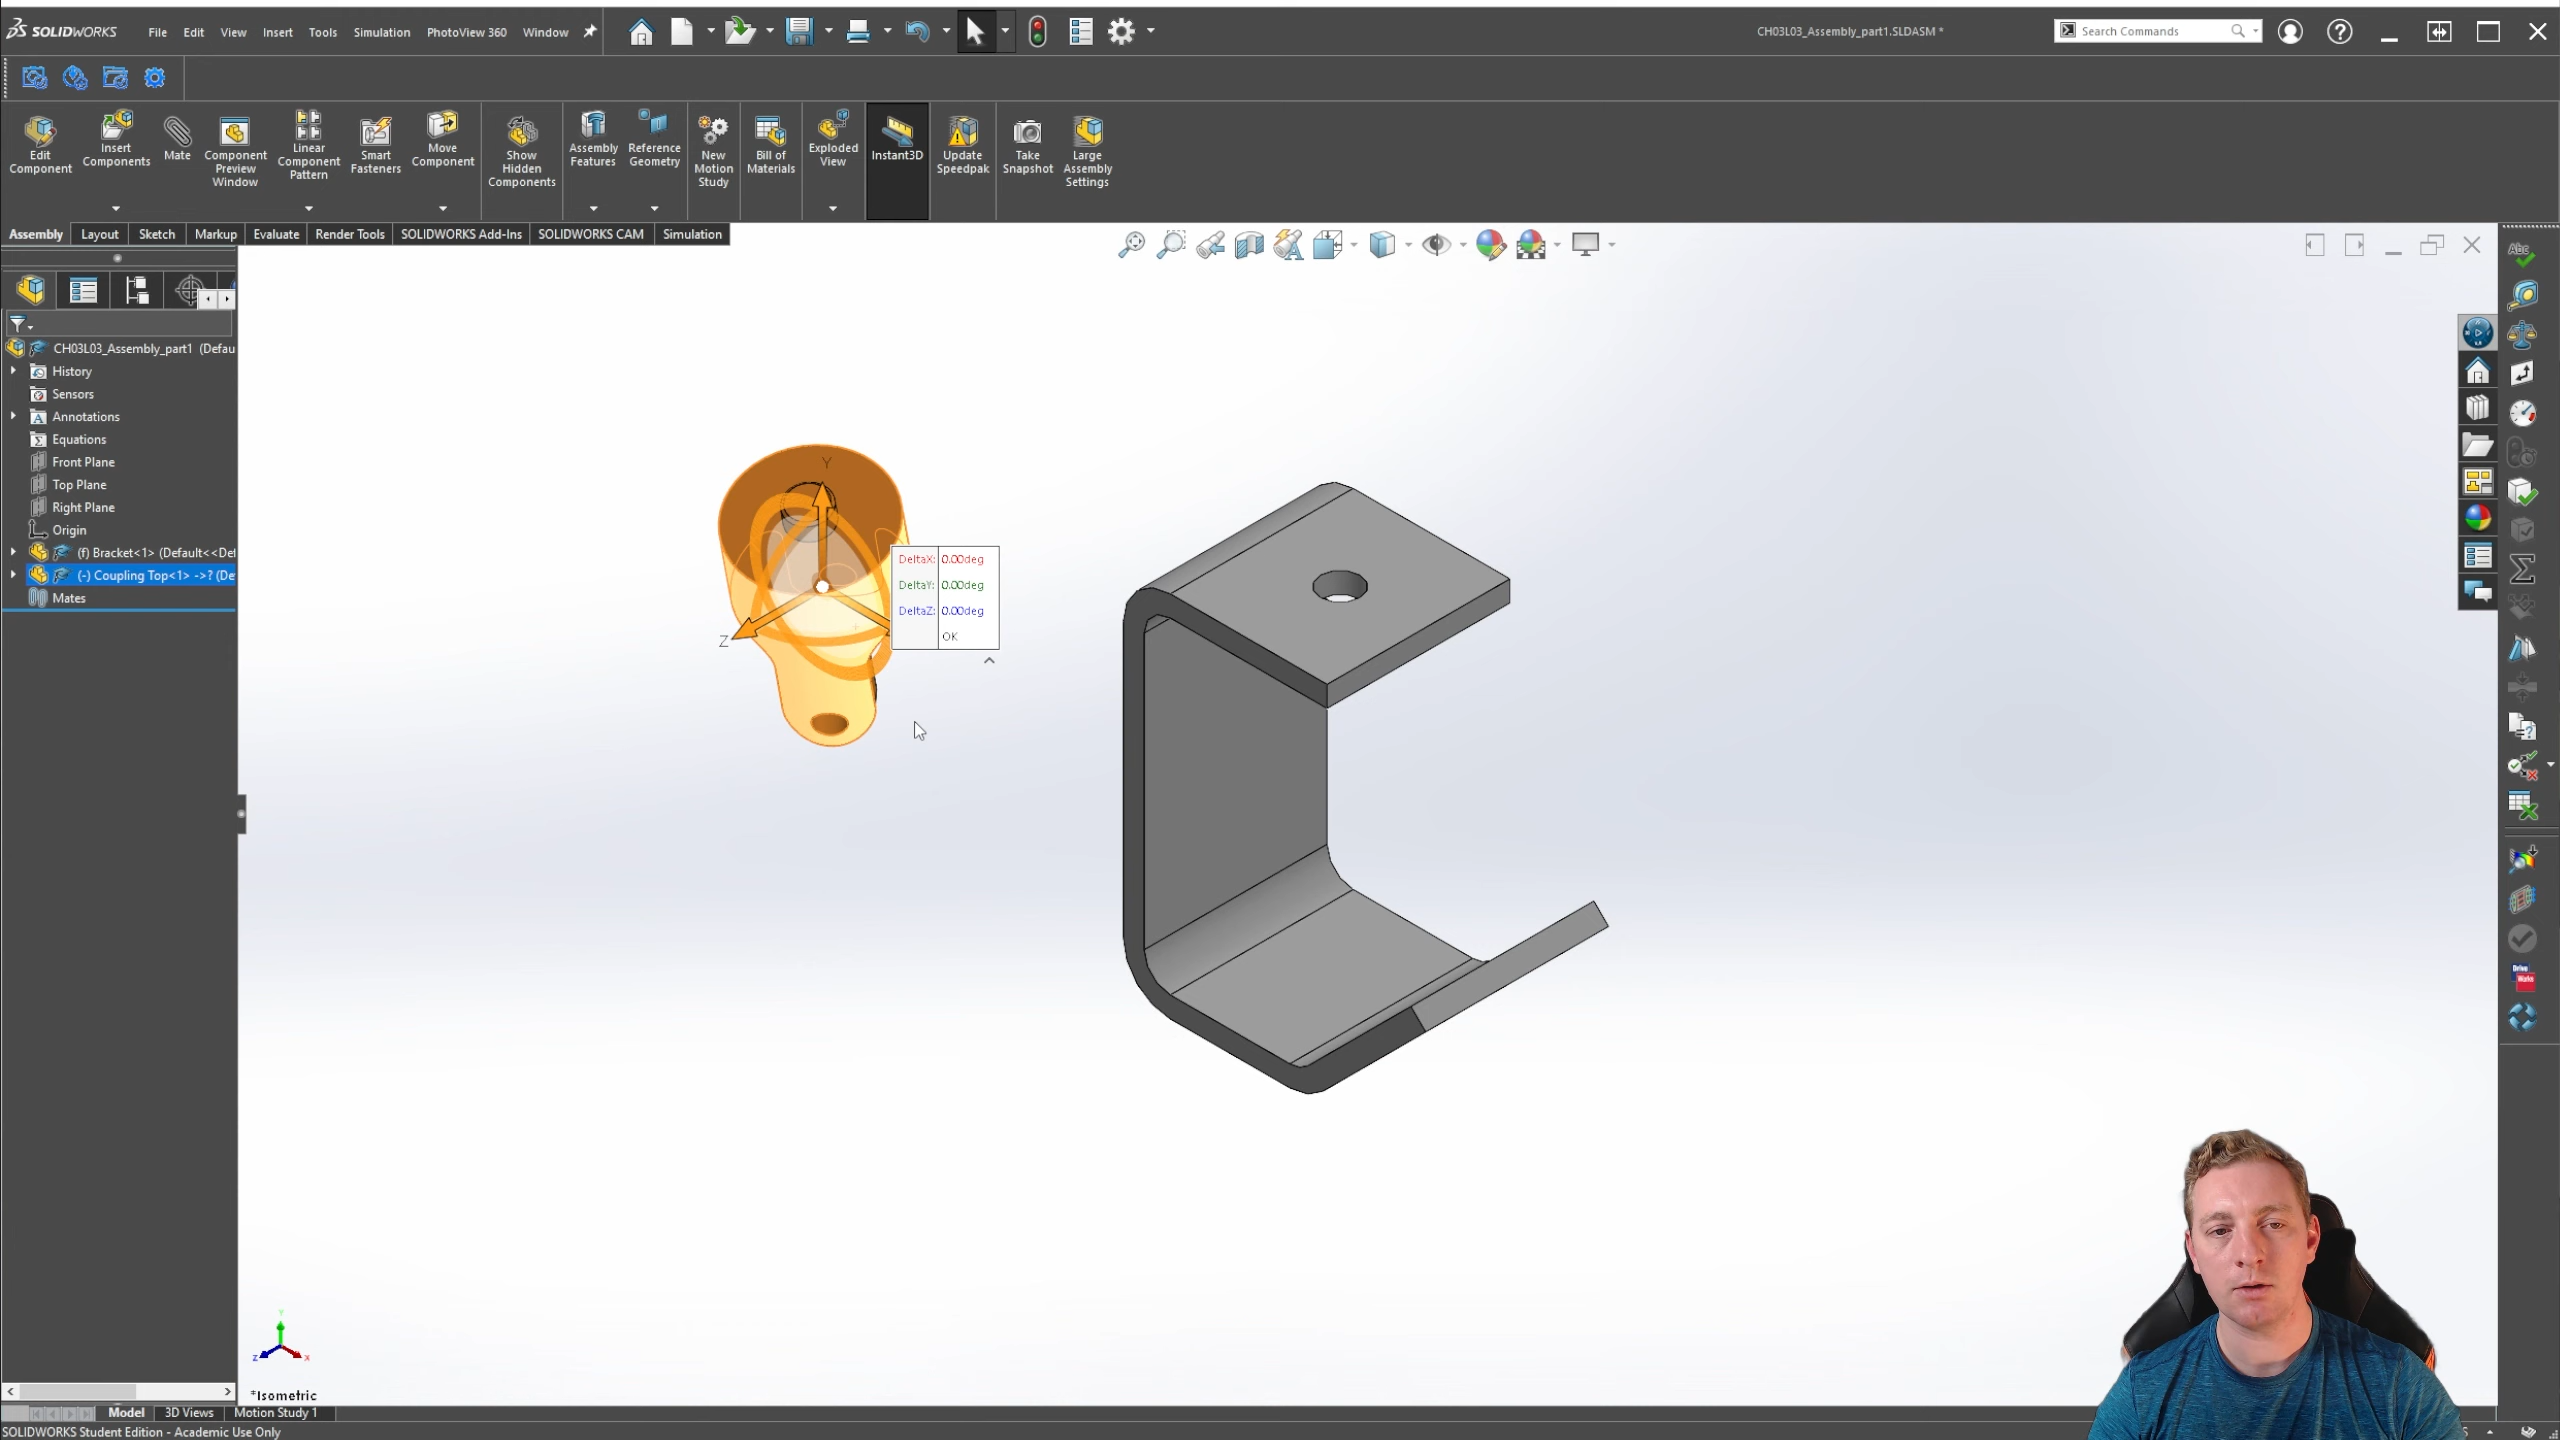 SOLIDWORKS File Edit View Insert Tools Simulation PhotoView 360 Window
CH03L03_Assembly_part1.SLDASM *
Search Commands
Edit Component
Insert Components
Mate
Component Preview Window
Linear Component Pattern
Smart Fasteners
Move Component
Show Hidden Components
Assembly Features
Reference Geometry
New Motion Study
Bill of Materials
Exploded View
Instant3D
Update Speedpak
Take Snapshot
Large Assembly Settings
Assembly Layout Sketch Markup Evaluate Render Tools SOLIDWORKS Add-Ins SOLIDWORKS CAM Simulation
CH03L03_Assembly_part1 (Defau
History
Sensors
Annotations
Equations
Front Plane
Top Plane
Right Plane
Origin
(f) Bracket<1> (Default<<Def
(-) Coupling Top<1> ->? (De
Mates
Y
Z
DeltaX: 0.00deg
DeltaY: 0.00deg
DeltaZ: 0.00deg
OK
Abc
Drive
Works
Y
Z
X
*Isometric
Model 3D Views Motion Study 1
SOLIDWORKS Student Edition - Academic Use Only